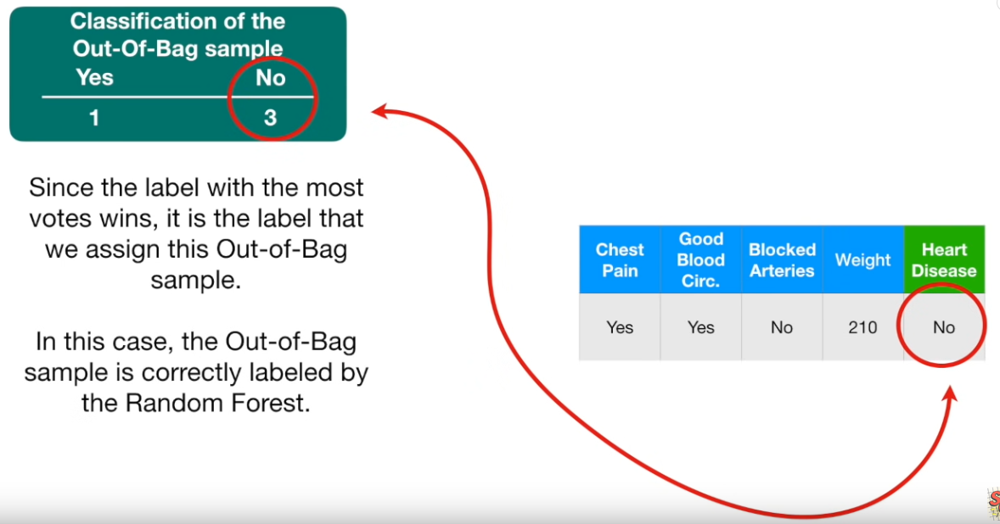 Classification of the
Out-Of-Bag sample
Yes No
1 3
Since the label with the most
votes wins, it is the label that
we assign this Out-of-Bag
sample.
In this case, the Out-of-Bag
sample is correctly labeled by
the Random Forest.
Chest Pain Good Blood Circ. Blocked Arteries Weight Heart Disease
Yes Yes No 210 No